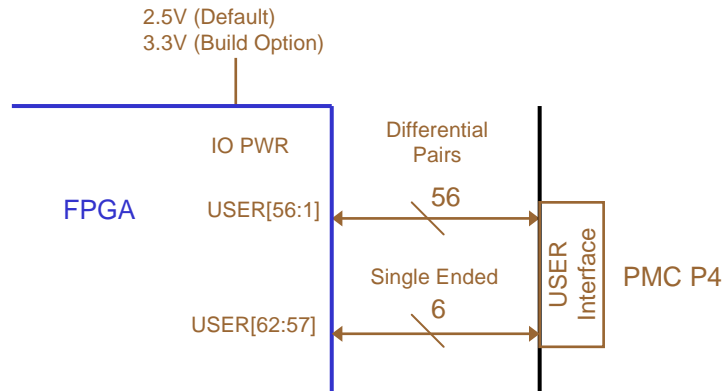 2.5V (Default)
3.3V (Build Option)
IO PWR
Differential
Pairs
FPGA
USER[56:1]
56
USER
Interface
PMC P4
Single Ended
6
USER[62:57]